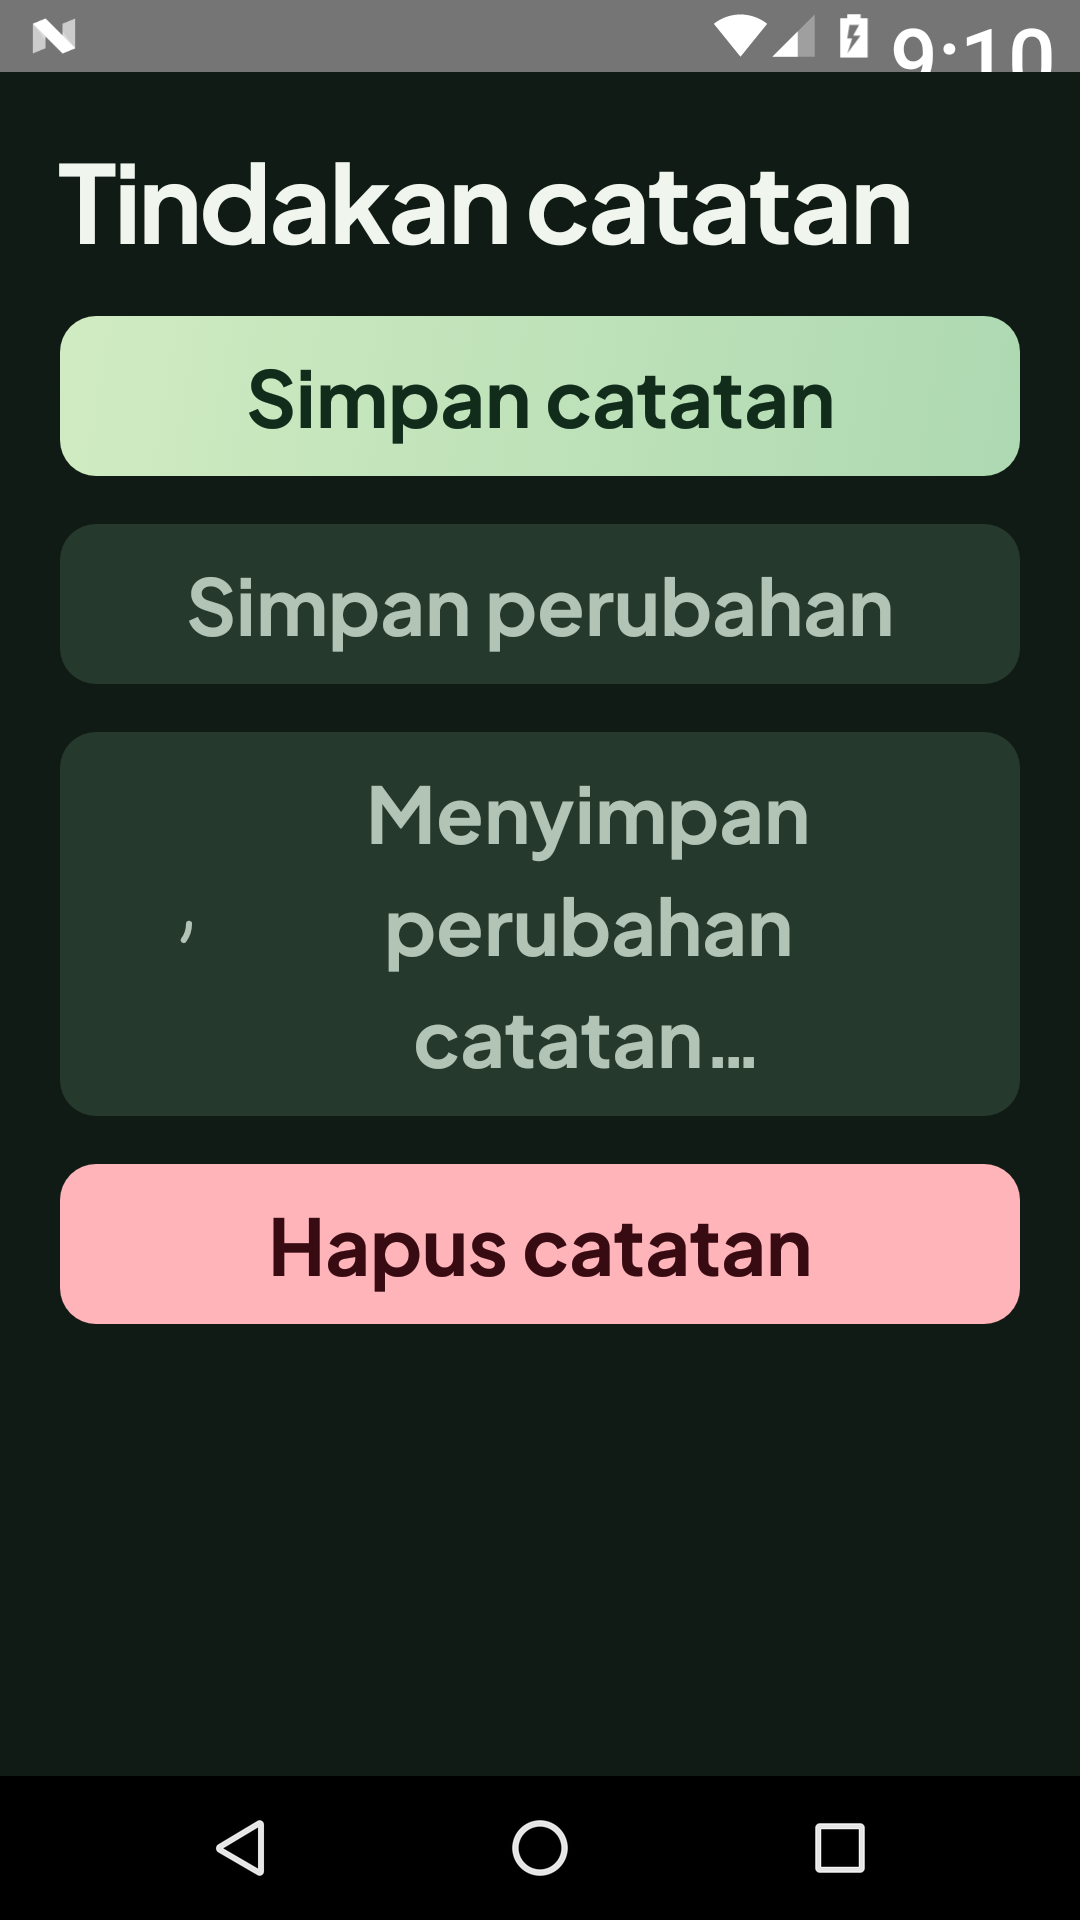 9:10
Tindakan catatan
Simpan catatan
Simpan perubahan
Menyimpan
perubahan
catatan…
Hapus catatan